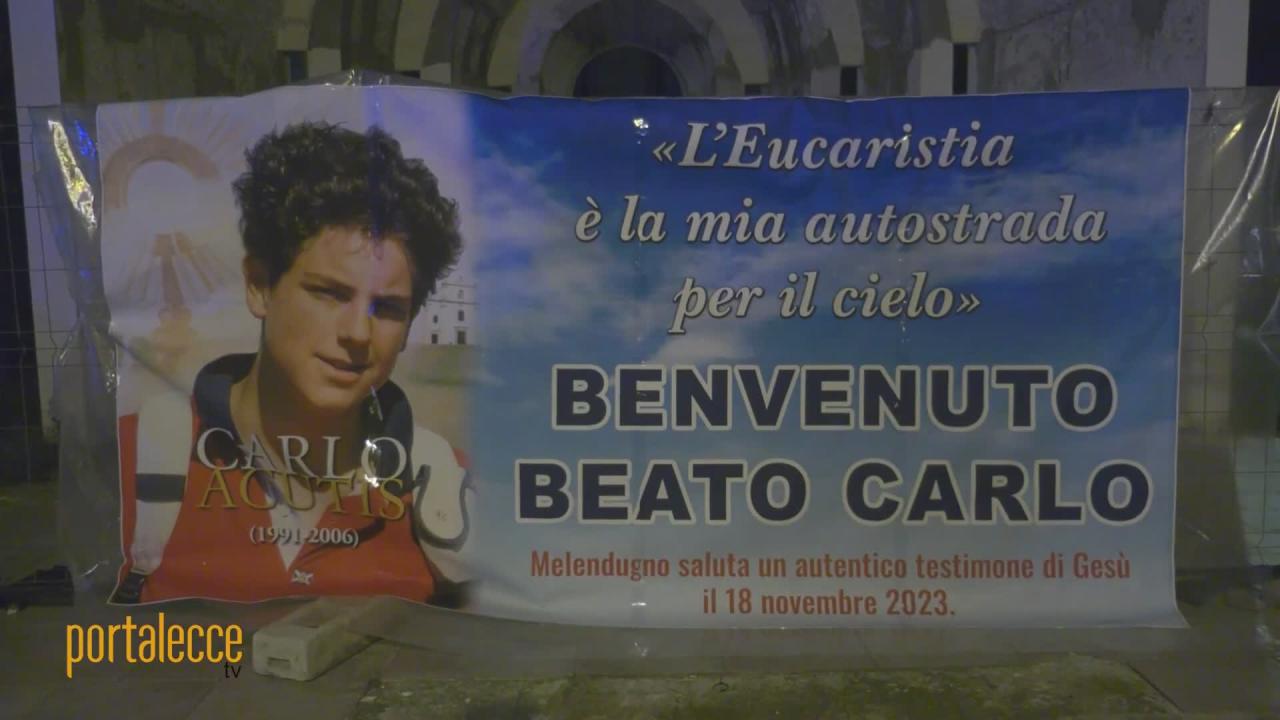 «L'Eucaristia
è la mia autostrada
per il cielo»
BENVENUTO
BEATO CARLO
Melendugno saluta un autentico testimone di Gesù
il 18 novembre 2023.
CARLO
ACUTIS
(1991-2006)
portalecce
tv